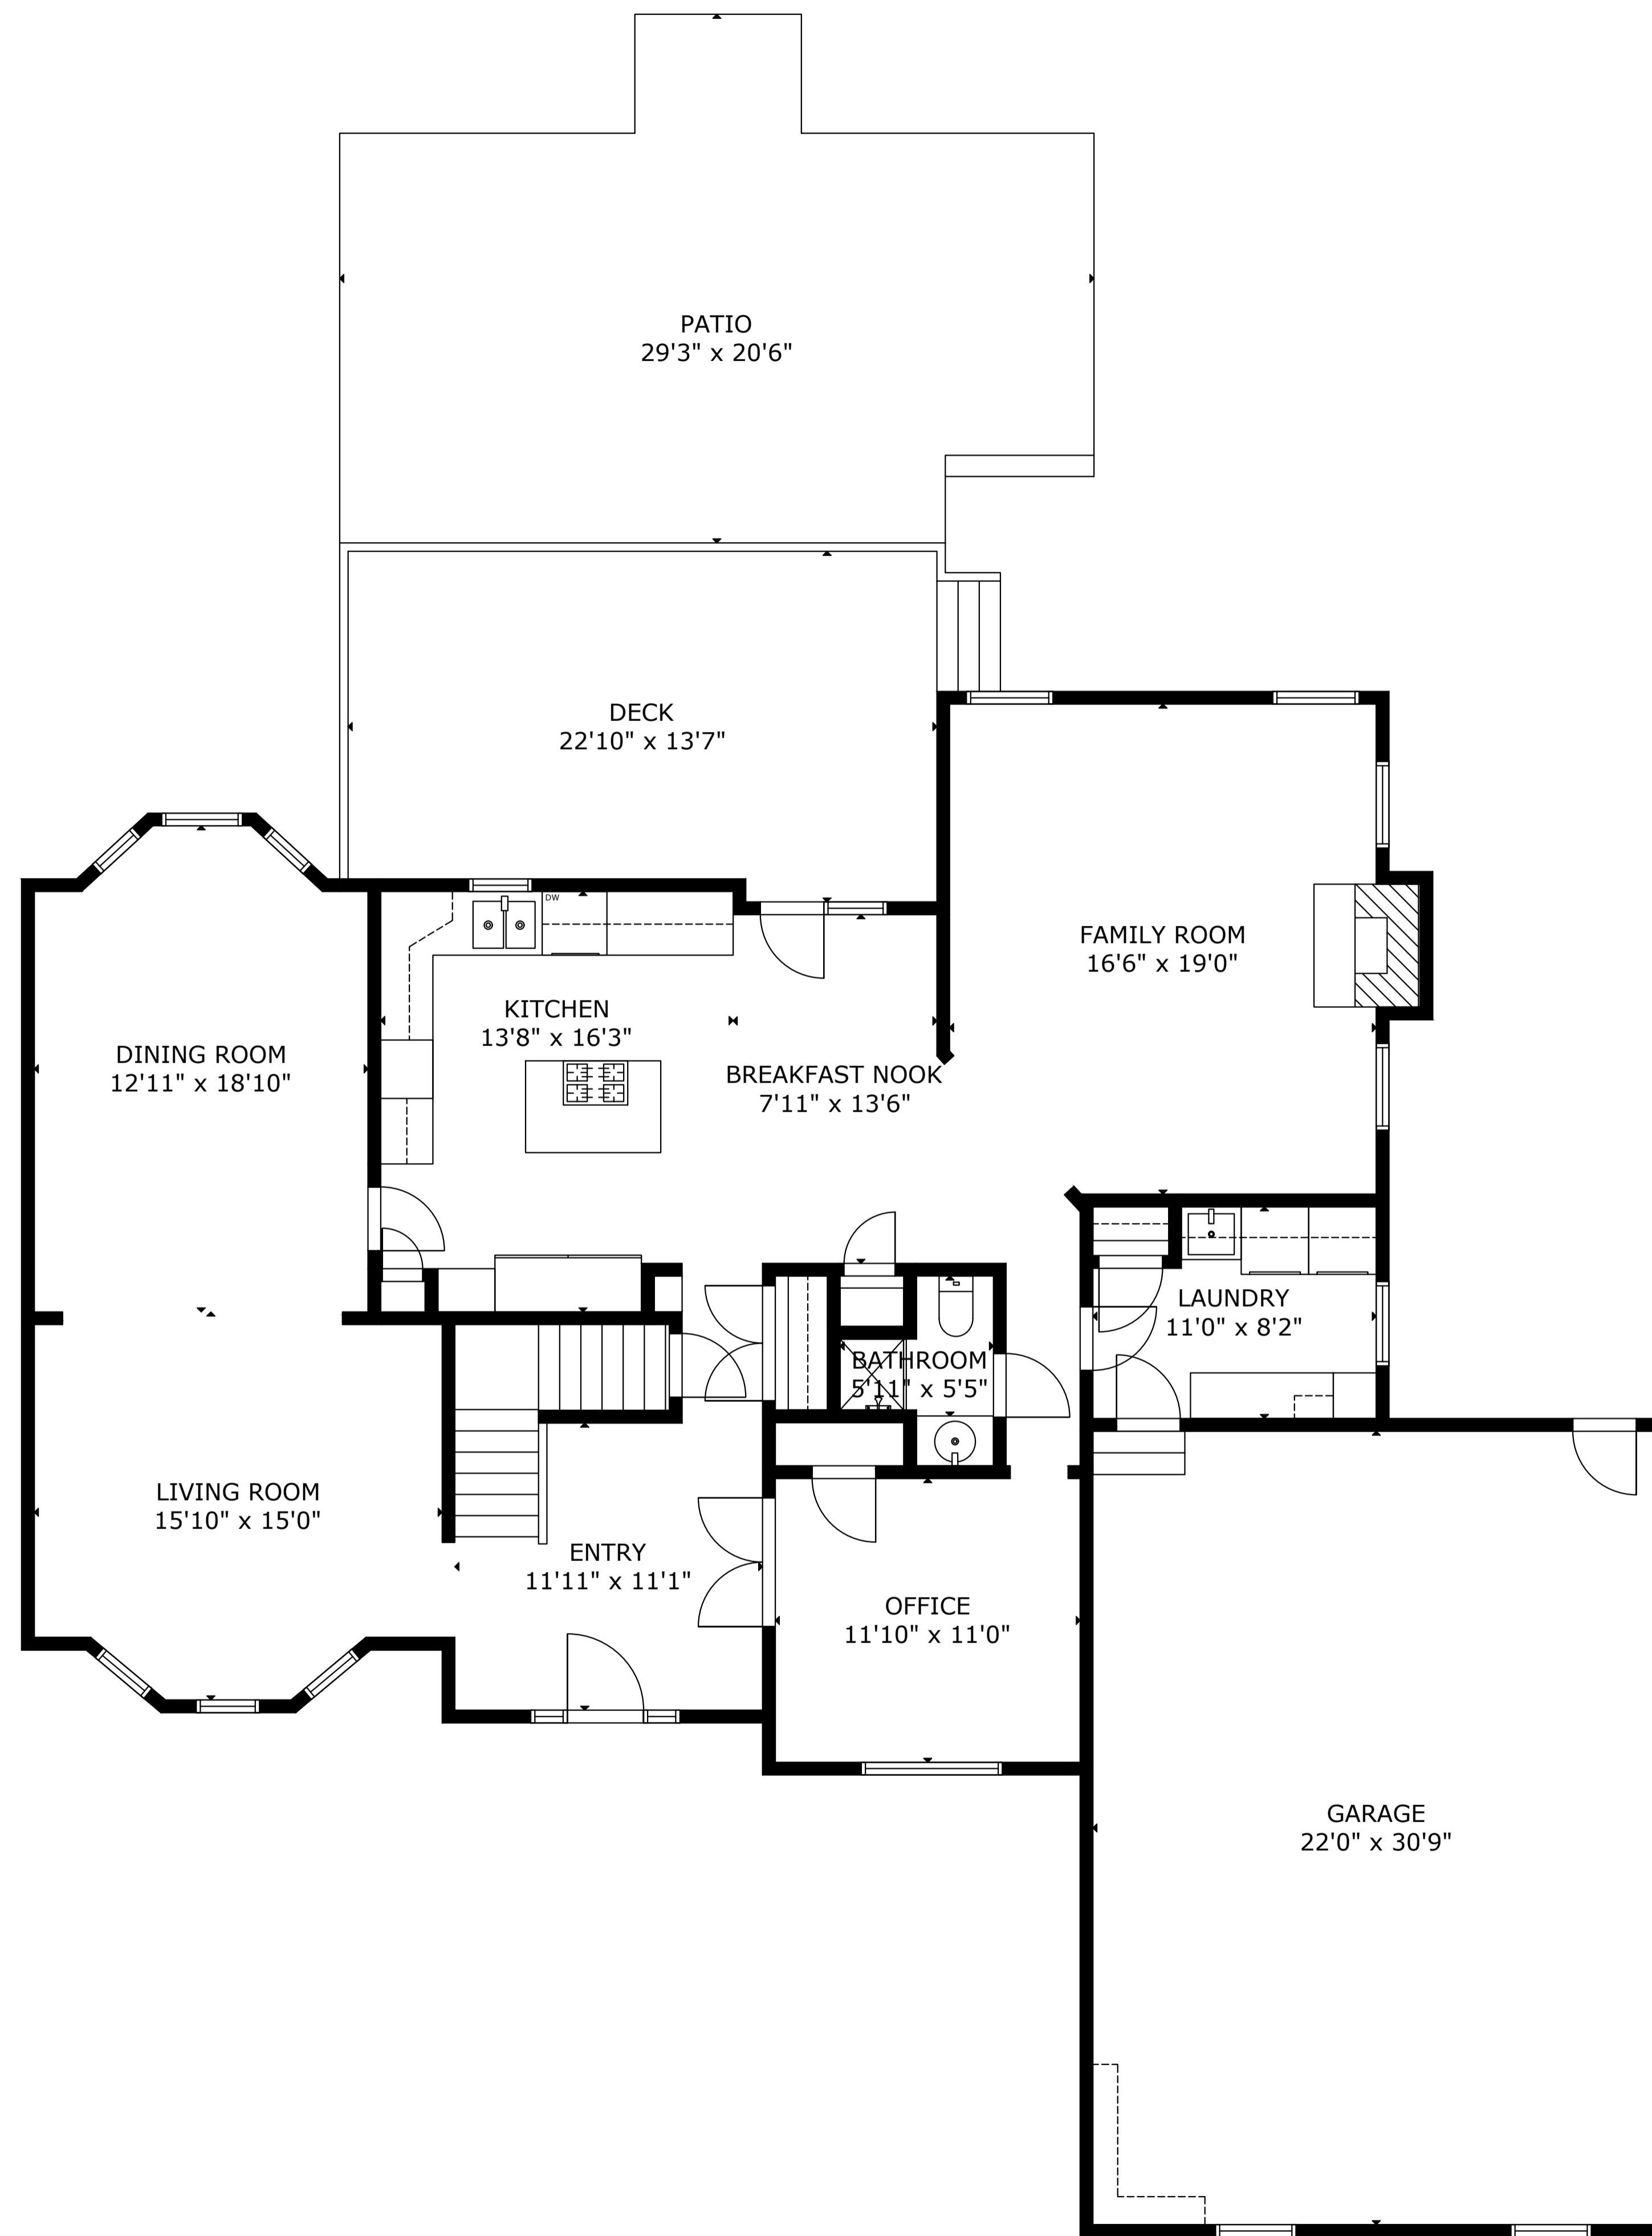 PATIO
29'3" x 20'6"
DECK
22'10" x 13'7"
DW
FAMILY ROOM
16'6" x 19'0"
KITCHEN
13'8" x 16'3"
DINING ROOM
12'11" x 18'10"
BREAKFAST NOOK
7'11" x 13'6"
LAUNDRY
11'0" x 8'2"
BATHROOM
5'11" x 5'5"
LIVING ROOM
15'10" x 15'0"
ENTRY
11'11" x 11'1"
OFFICE
11'10" x 11'0"
GARAGE
22'0" x 30'9"